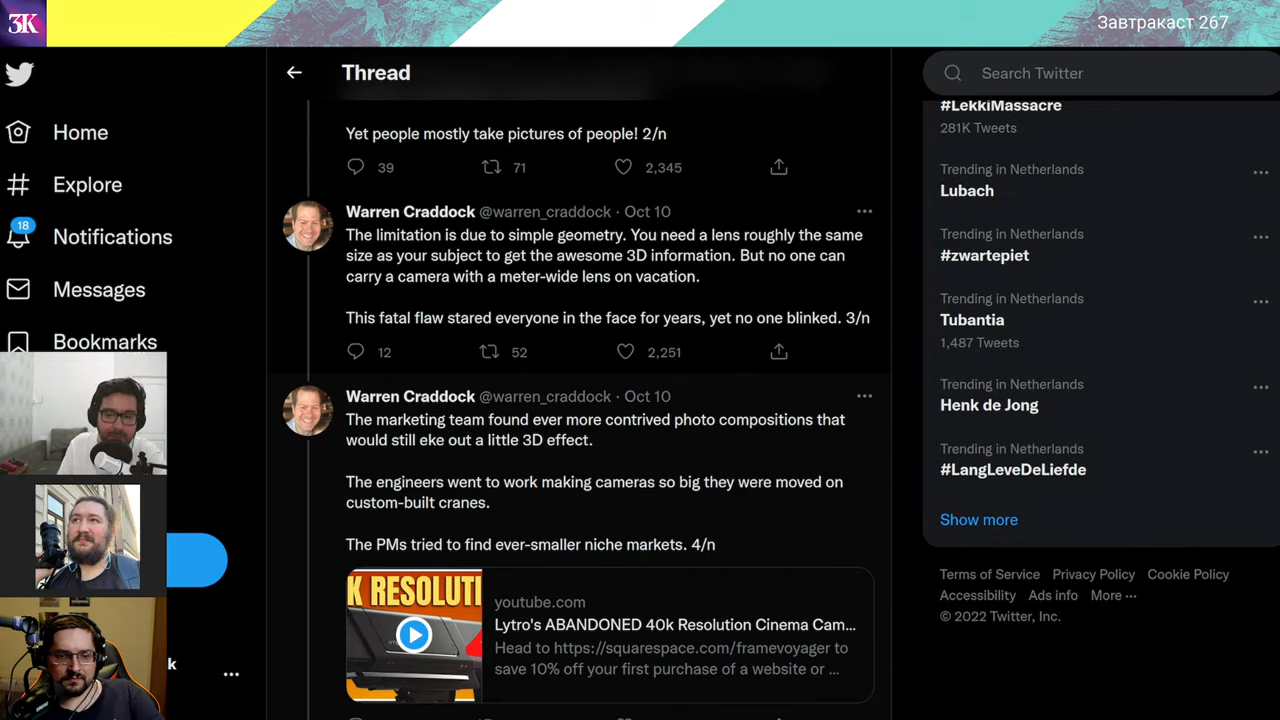 3K
Завтракаст 267
Thread
Search Twitter
Home
Explore
18
Notifications
Messages
Bookmarks
k
Yet people mostly take pictures of people! 2/n
39
71
2,345
Warren Craddock @warren_craddock · Oct 10
The limitation is due to simple geometry. You need a lens roughly the same
size as your subject to get the awesome 3D information. But no one can
carry a camera with a meter-wide lens on vacation.
This fatal flaw stared everyone in the face for years, yet no one blinked. 3/n
12
52
2,251
Warren Craddock @warren_craddock · Oct 10
The marketing team found ever more contrived photo compositions that
would still eke out a little 3D effect.
The engineers went to work making cameras so big they were moved on
custom-built cranes.
The PMs tried to find ever-smaller niche markets. 4/n
K RESOLUTI
youtube.com
Lytro's ABANDONED 40k Resolution Cinema Cam...
Head to https://squarespace.com/framevoyager to
save 10% off your first purchase of a website or ...
#LekkiMassacre
281K Tweets
Trending in Netherlands
Lubach
Trending in Netherlands
#zwartepiet
Trending in Netherlands
Tubantia
1,487 Tweets
Trending in Netherlands
Henk de Jong
Trending in Netherlands
#LangLeveDeLiefde
Show more
Terms of Service Privacy Policy Cookie Policy
Accessibility Ads info More ···
© 2022 Twitter, Inc.